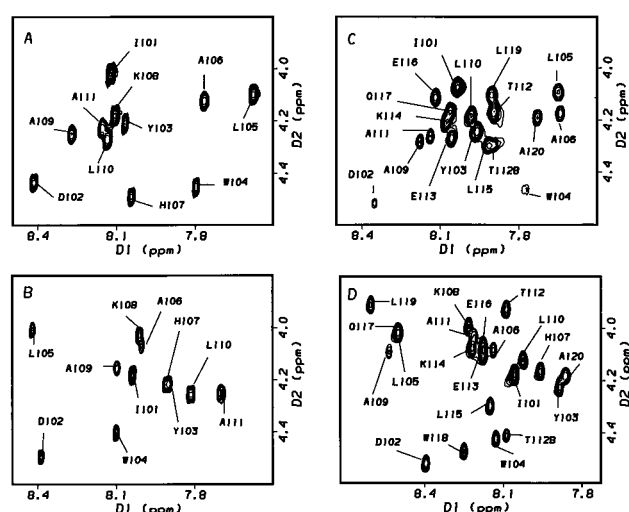 A
I101
A106
K108
A111
Y103
A109
L105
L110
D102
H107
W104
4.0
4.2
4.4
D2 (ppm)
8.4 8.1 7.8
D1 (ppm)
C
I101
L110
L119
L105
E116
T112
Q117
K114
A111
A109
Y103
A120
A106
E113
L115
T112B
D102
W104
4.0
4.2
4.4
D2 (ppm)
8.4 8.1 7.8
D1 (ppm)
B
K108
A106
H107
L105
L110
A109
I101
Y103
A111
D102
W104
4.0
4.2
4.4
D2 (ppm)
8.4 8.1 7.8
D1 (ppm)
D
L119
K108
E116
T112
Q117
A111
A106
L110
H107
K114
A120
L105
E113
A109
I101
Y103
L115
D102
W118
W104
T112B
4.0
4.2
4.4
D2 (ppm)
8.4 8.1 7.8
D1 (ppm)